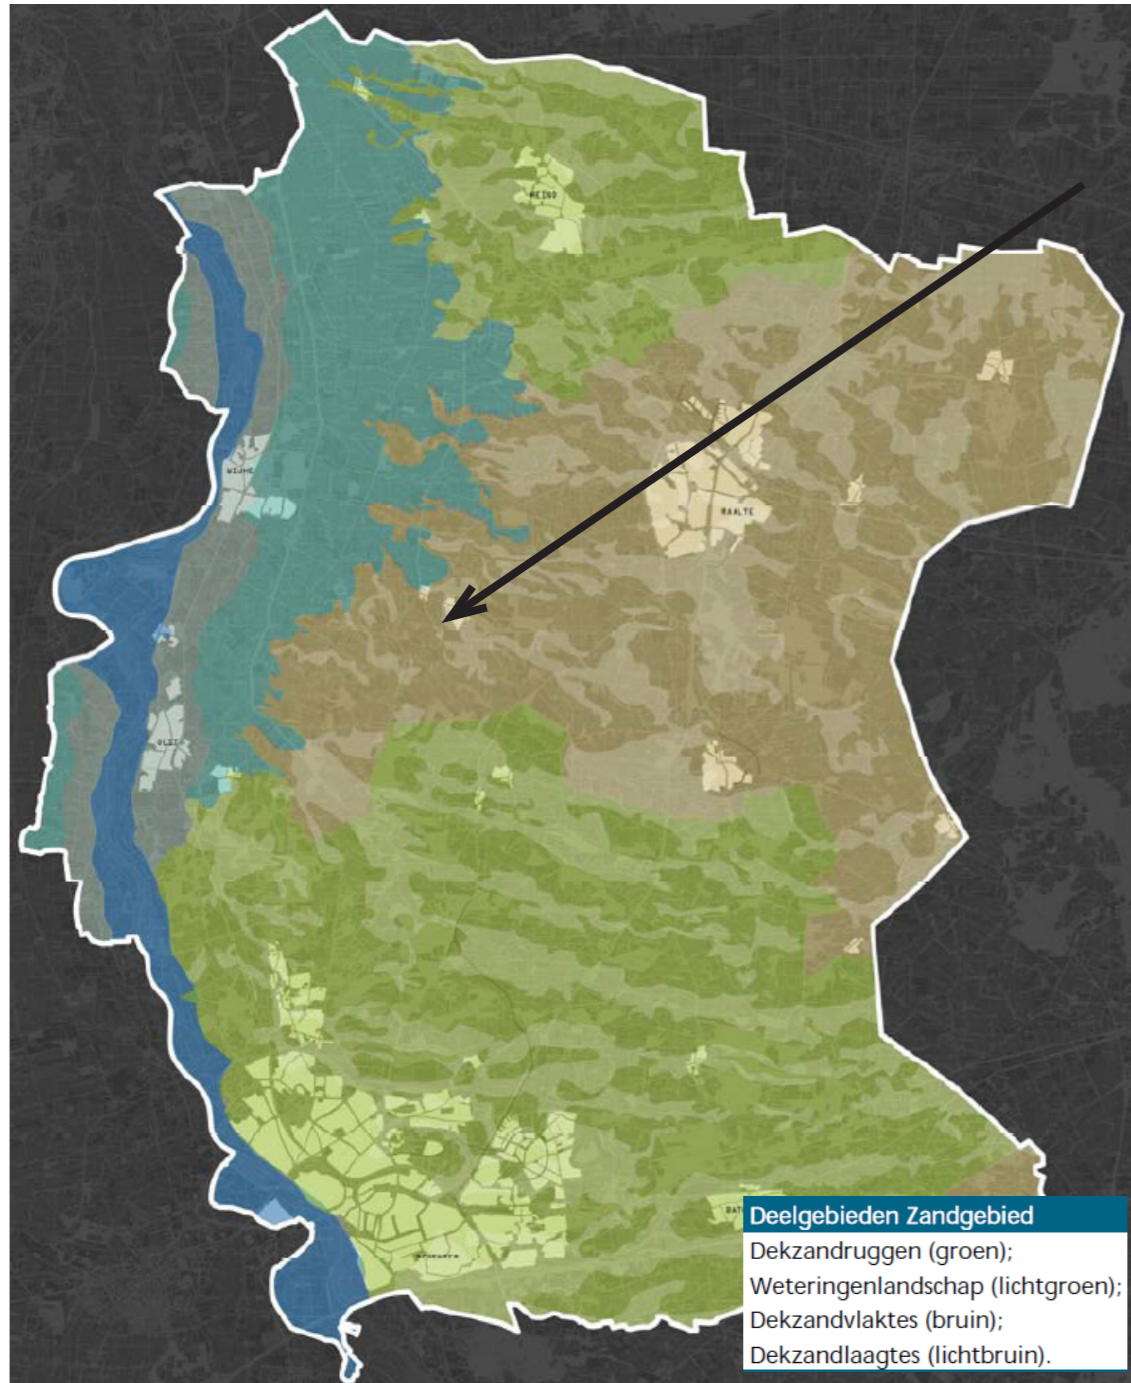 HEINO
WIJHE
RAALTE
OLST
Deelgebieden Zandgebied
Dekzandruggen (groen);
Weteringenlandschap (lichtgroen);
Dekzandvlaktes (bruin);
Dekzandlaagtes (lichtbruin).